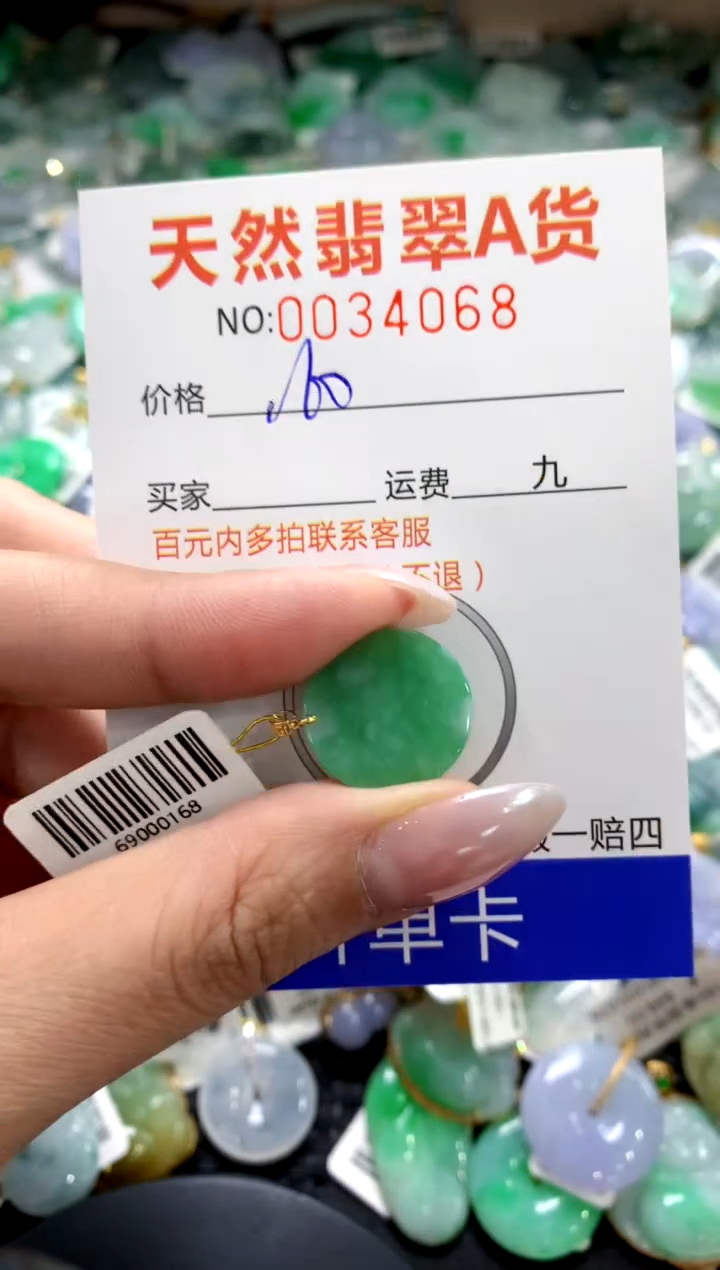 天然翡翠A货
NO:0034068
价格
买家 运费 九
百元内多拍联系客服
不退）
一赔四
单卡
69000168